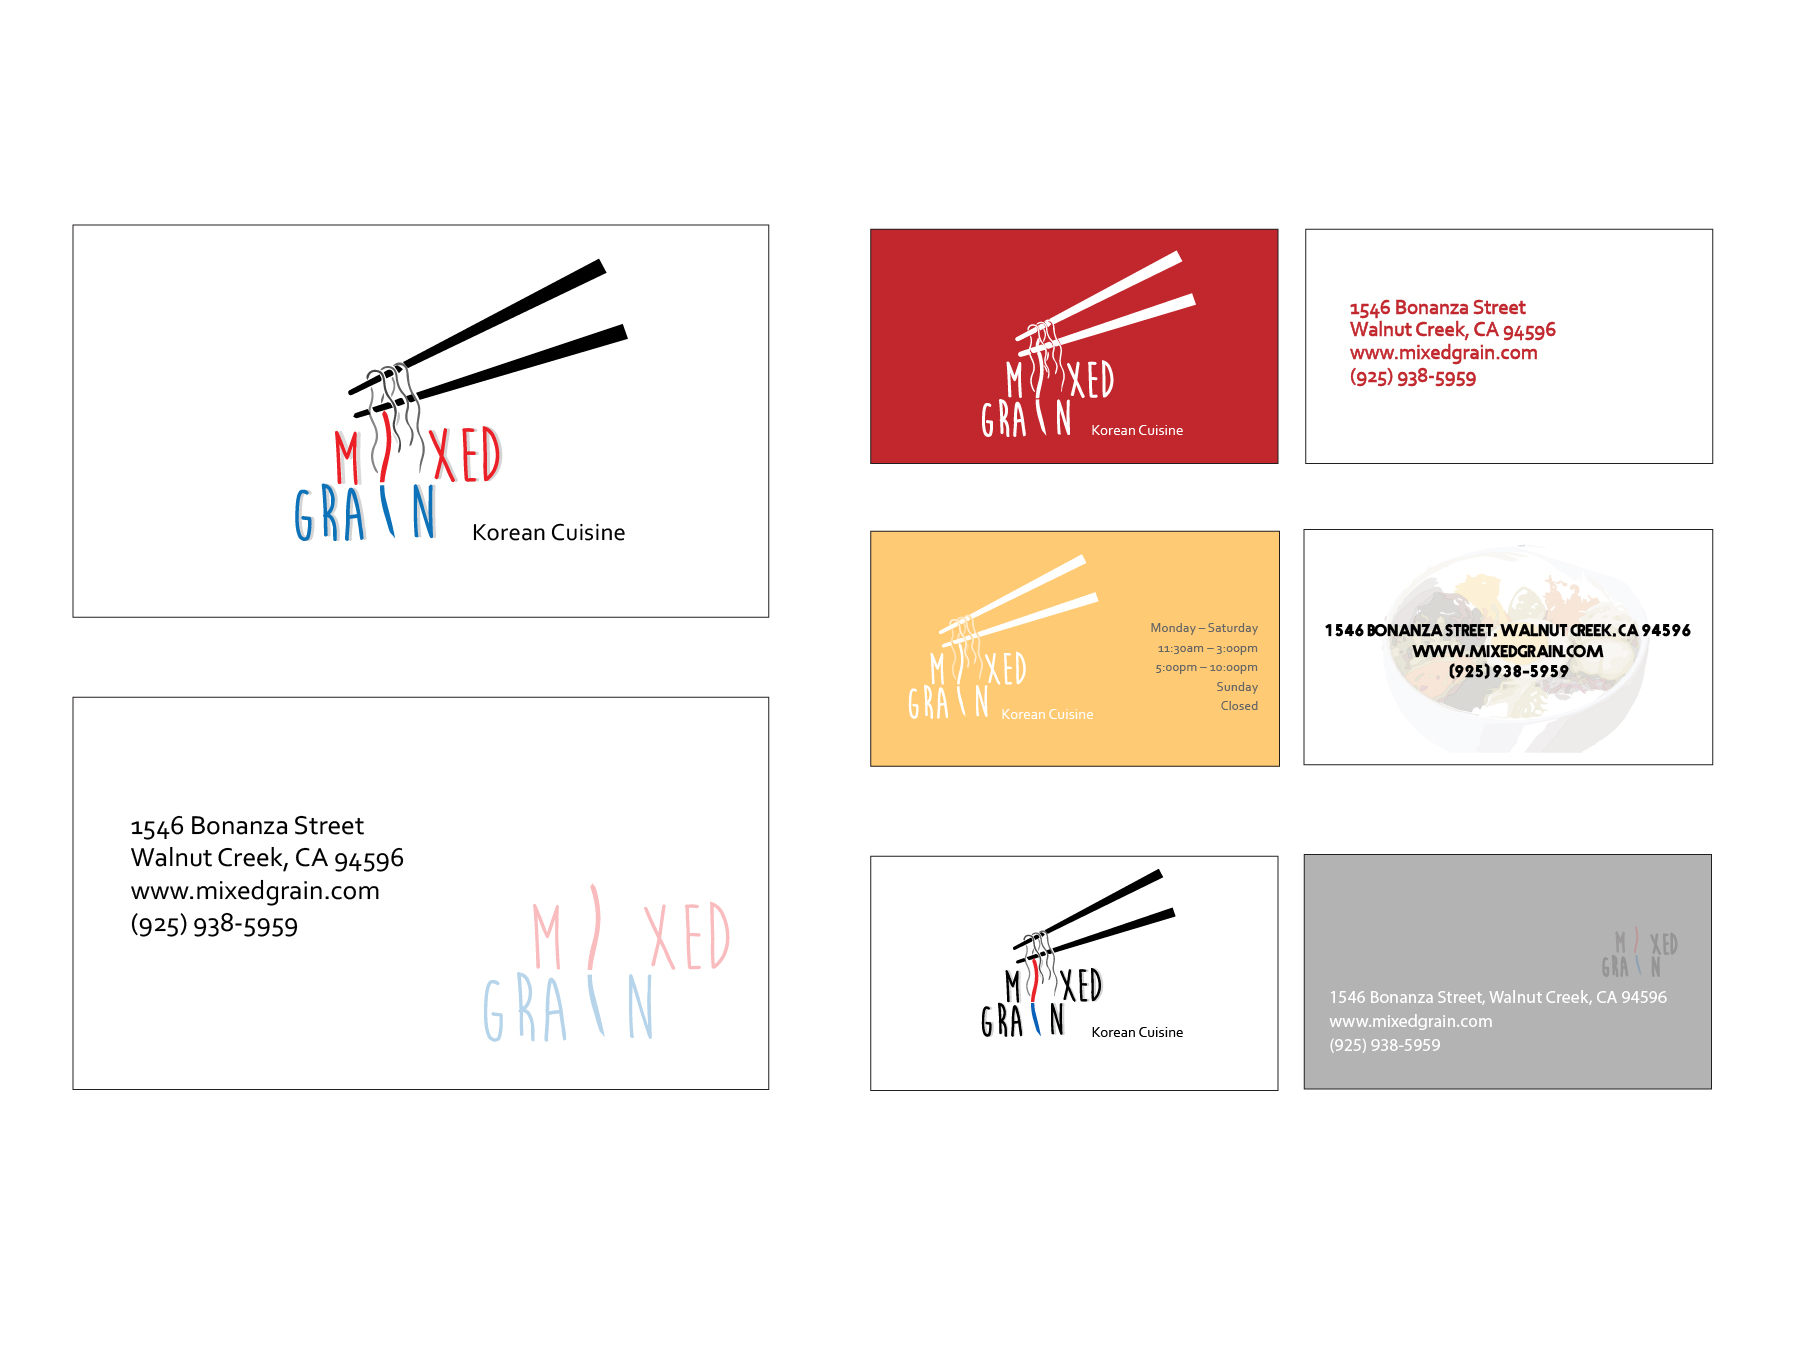 MIXED
GRAIN
Korean Cuisine
1546 Bonanza Street
Walnut Creek, CA 94596
www.mixedgrain.com
(925) 938-5959
MIXED
GRAIN
MIXED
GRAIN
Korean Cuisine
1546 Bonanza Street
Walnut Creek, CA 94596
www.mixedgrain.com
(925) 938-5959
MIXED
GRAIN
Korean Cuisine
Monday – Saturday
11:30am – 3:00pm
5:00pm – 10:00pm
Sunday
Closed
1546 BONANZA STREET. WALNUT CREEK. CA 94596
WWW.MIXEDGRAIN.COM
(925) 938-5959
MIXED
GRAIN
Korean Cuisine
MIXED
GRAIN
1546 Bonanza Street, Walnut Creek, CA 94596
www.mixedgrain.com
(925) 938-5959